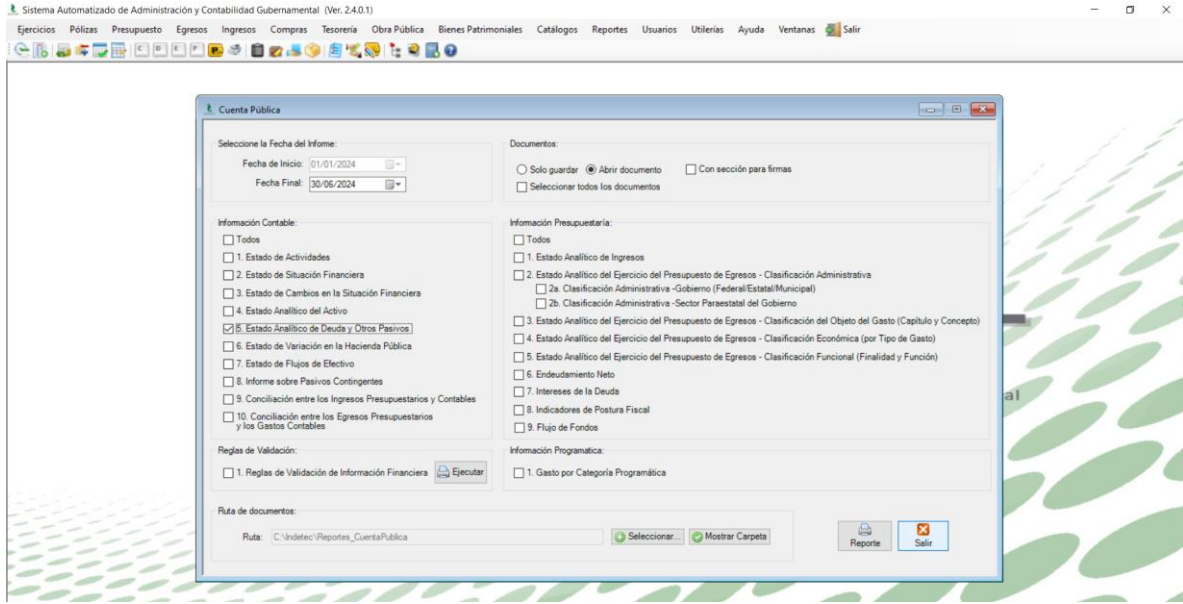 Sistema Automatizado de Administración y Contabilidad Gubernamental (Ver. 2.4.0.1)
Ejercicios Pólizas Presupuesto Egresos Ingresos Compras Tesorería Obra Pública Bienes Patrimoniales Catálogos Reportes Usuarios Utilerías Ayuda Ventanas Salir
C D E P P
Cuenta Pública
Seleccione la Fecha del Informe:
Fecha de Inicio: 01/01/2024
Fecha Final: 30/06/2024
Documentos:
Solo guardar Abrir documento Con sección para firmas
Seleccionar todos los documentos
Información Contable:
Todos
1. Estado de Actividades
2. Estado de Situación Financiera
3. Estado de Cambios en la Situación Financiera
4. Estado Analítico del Activo
5. Estado Analítico de Deuda y Otros Pasivos
6. Estado de Variación en la Hacienda Pública
7. Estado de Flujos de Efectivo
8. Informe sobre Pasivos Contingentes
9. Conciliación entre los Ingresos Presupuestarios y Contables
10. Conciliación entre los Egresos Presupuestarios
y los Gastos Contables
Información Presupuestaría:
Todos
1. Estado Analítico de Ingresos
2. Estado Analítico del Ejercicio del Presupuesto de Egresos - Clasificación Administrativa
2a. Clasificación Administrativa -Gobierno (Federal/Estatal/Municipal)
2b. Clasificación Administrativa -Sector Paraestatal del Gobierno
3. Estado Analítico del Ejercicio del Presupuesto de Egresos - Clasificación del Objeto del Gasto (Capítulo y Concepto)
4. Estado Analítico del Ejercicio del Presupuesto de Egresos - Clasificación Económica (por Tipo de Gasto)
5. Estado Analítico del Ejercicio del Presupuesto de Egresos - Clasificación Funcional (Finalidad y Función)
6. Endeudamiento Neto
7. Intereses de la Deuda
8. Indicadores de Postura Fiscal
9. Flujo de Fondos
al
Reglas de Validación:
1. Reglas de Validación de Información Financiera Ejecutar
Información Programatica:
1. Gasto por Categoría Programática
Ruta de documentos:
Ruta: C:\Indetec\Reportes_CuentaPublica Seleccionar... Mostrar Carpeta
Reporte Salir